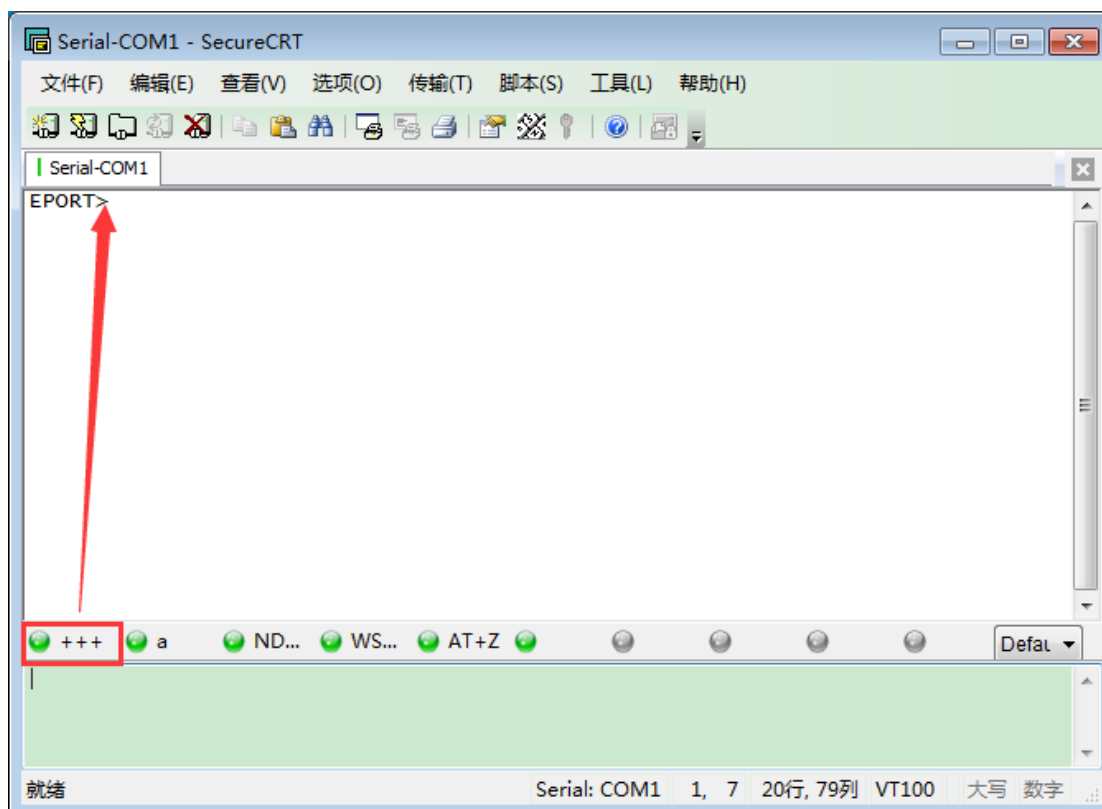 Serial-COM1 - SecureCRT
文件(F) 编辑(E) 查看(V) 选项(O) 传输(T) 脚本(S) 工具(L) 帮助(H)
Serial-COM1
EPORT>
+++ a ND... WS... AT+Z Defau
就绪 Serial: COM1 1, 7 20行, 79列 VT100 大写 数字